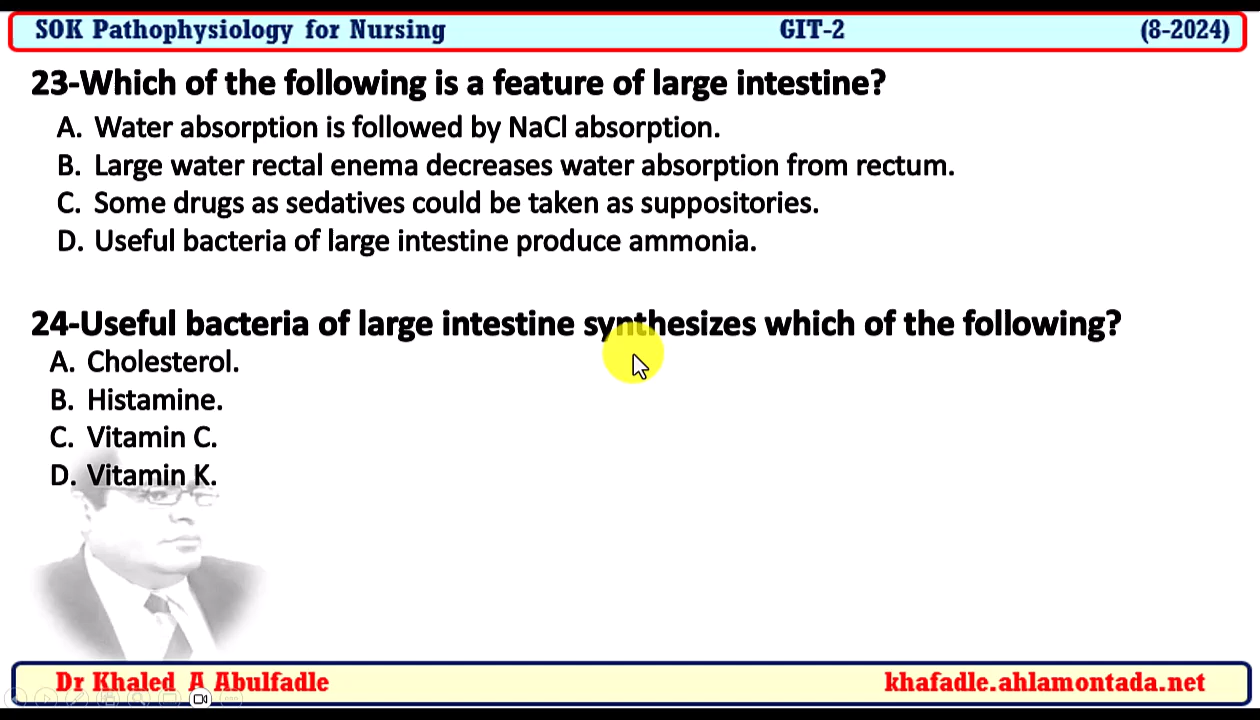 SOK Pathophysiology for Nursing GIT-2 (8-2024)
23-Which of the following is a feature of large intestine?
A. Water absorption is followed by NaCl absorption.
B. Large water rectal enema decreases water absorption from rectum.
C. Some drugs as sedatives could be taken as suppositories.
D. Useful bacteria of large intestine produce ammonia.
24-Useful bacteria of large intestine synthesizes which of the following?
A. Cholesterol.
B. Histamine.
C. Vitamin C.
D. Vitamin K.
Dr Khaled A Abulfadle khafadle.ahlamontada.net